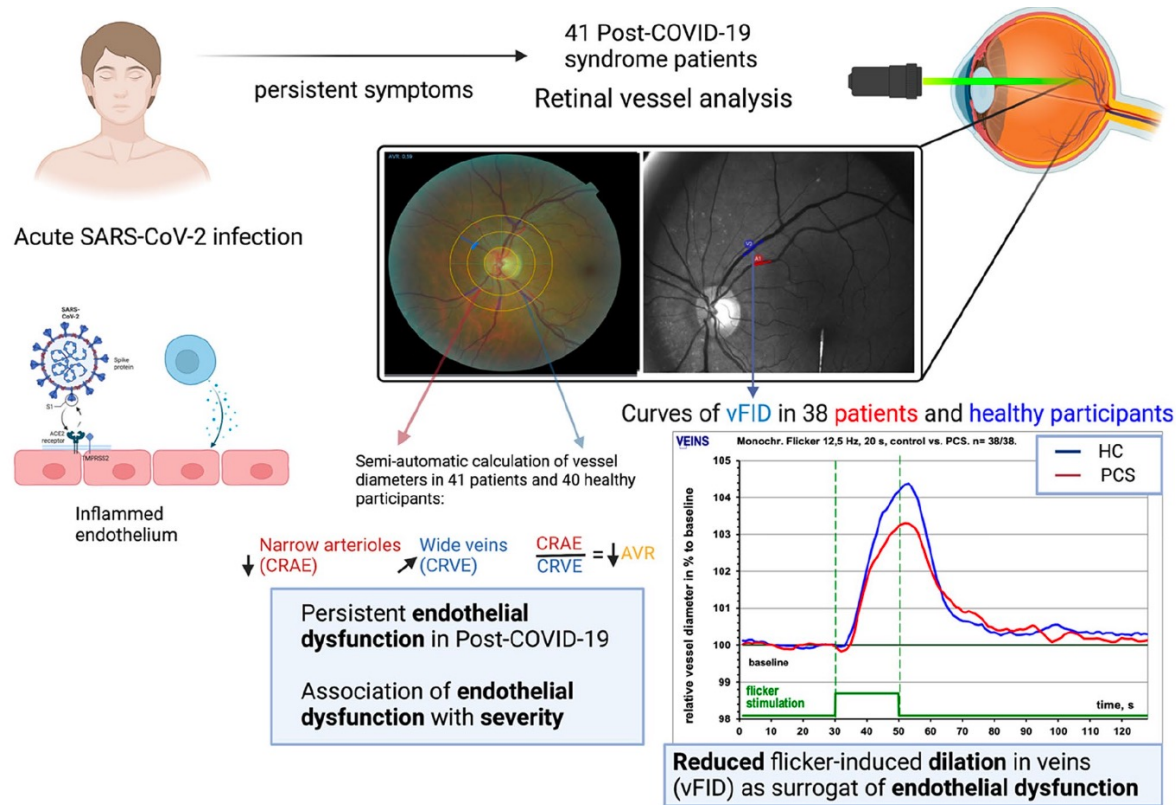 41 Post-COVID-19
syndrome patients
persistent symptoms
Retinal vessel analysis
Acute SARS-CoV-2 infection
AVR: 0.59
V0
A1
SARS-
CoV-2
Spike
protein
S1
ACE2
receptor
TMPRSS2
Inflammed
endothelium
Semi-automatic calculation of vessel
diameters in 41 patients and 40 healthy
participants:
Narrow arterioles
(CRAE)
Wide veins
(CRVE)
CRAE
CRVE
=
AVR
Persistent endothelial
dysfunction in Post-COVID-19
Association of endothelial
dysfunction with severity
Curves of vFID in 38 patients and healthy participants
VEINS
Monochr. Flicker 12,5 Hz, 20 s, control vs. PCS. n= 38/38.
HC
PCS
relative vessel diameter in % to baseline
105
104
103
102
101
100
99
98
baseline
flicker
stimulation
time, s
0 10 20 30 40 50 60 70 80 90 100 110 120
Reduced flicker-induced dilation in veins
(vFID) as surrogat of endothelial dysfunction